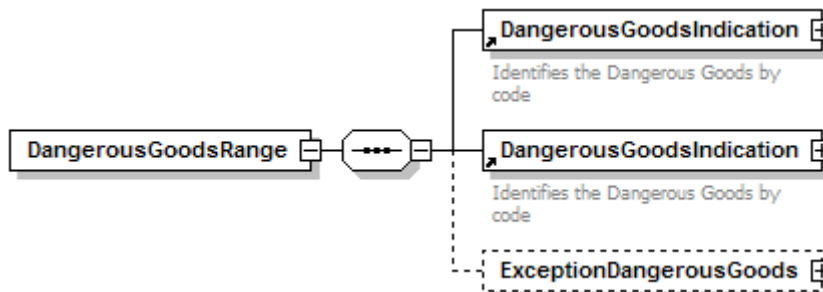 DangerousGoodsIndication
Identifies the Dangerous Goods by
code
DangerousGoodsRange
DangerousGoodsIndication
Identifies the Dangerous Goods by
code
ExceptionDangerousGoods